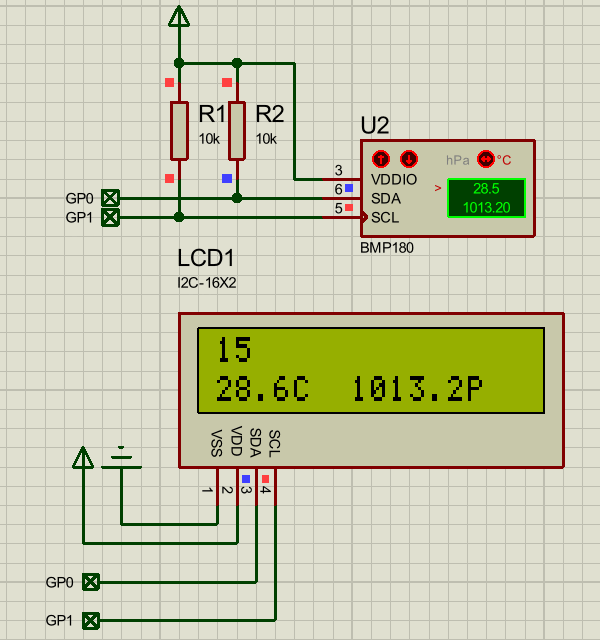 R1
10k
R2
10k
U2
hPa °C
3
VDDIO
6
SDA
5
SCL
>
28.5
1013.20
BMP180
GP0
GP1
LCD1
I2C-16X2
15
28.6C 1013.2P
VSS
VDD
SDA
SCL
1
2
3
4
GP0
GP1